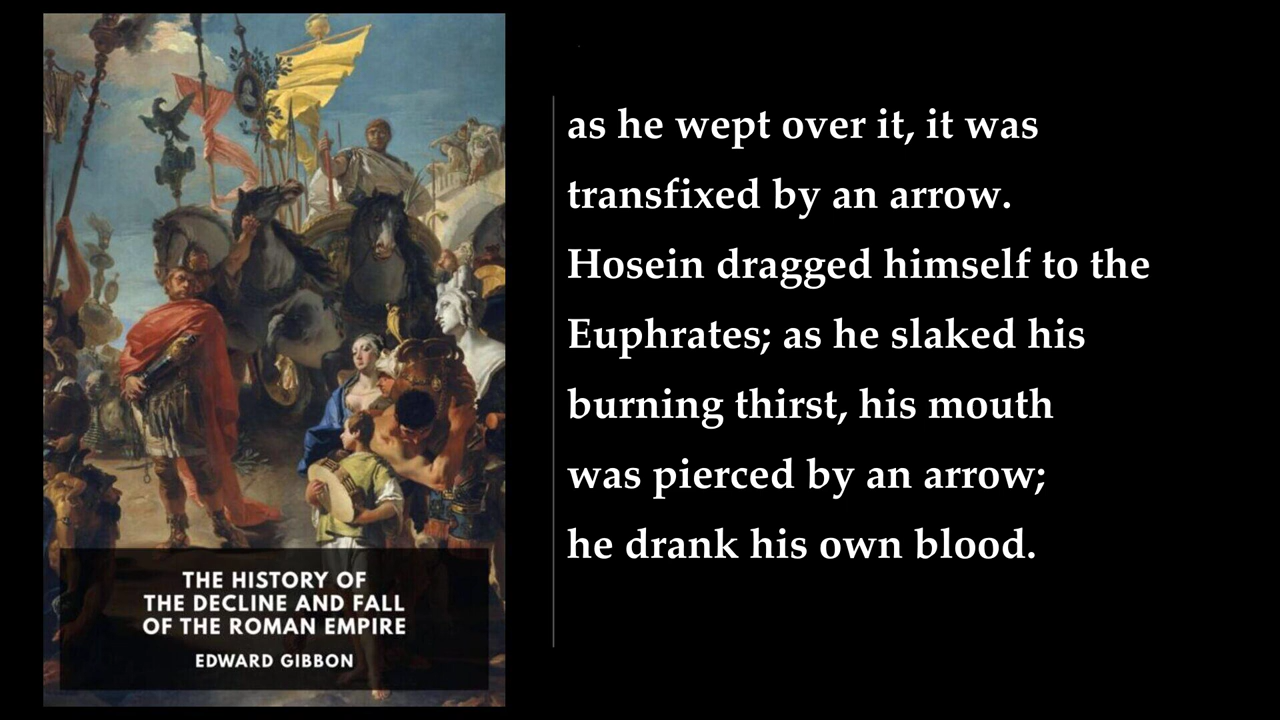 as he wept over it, it was
transfixed by an arrow.
Hosein dragged himself to the
Euphrates; as he slaked his
burning thirst, his mouth
was pierced by an arrow;
he drank his own blood.
THE HISTORY OF
THE DECLINE AND FALL
OF THE ROMAN EMPIRE
EDWARD GIBBON